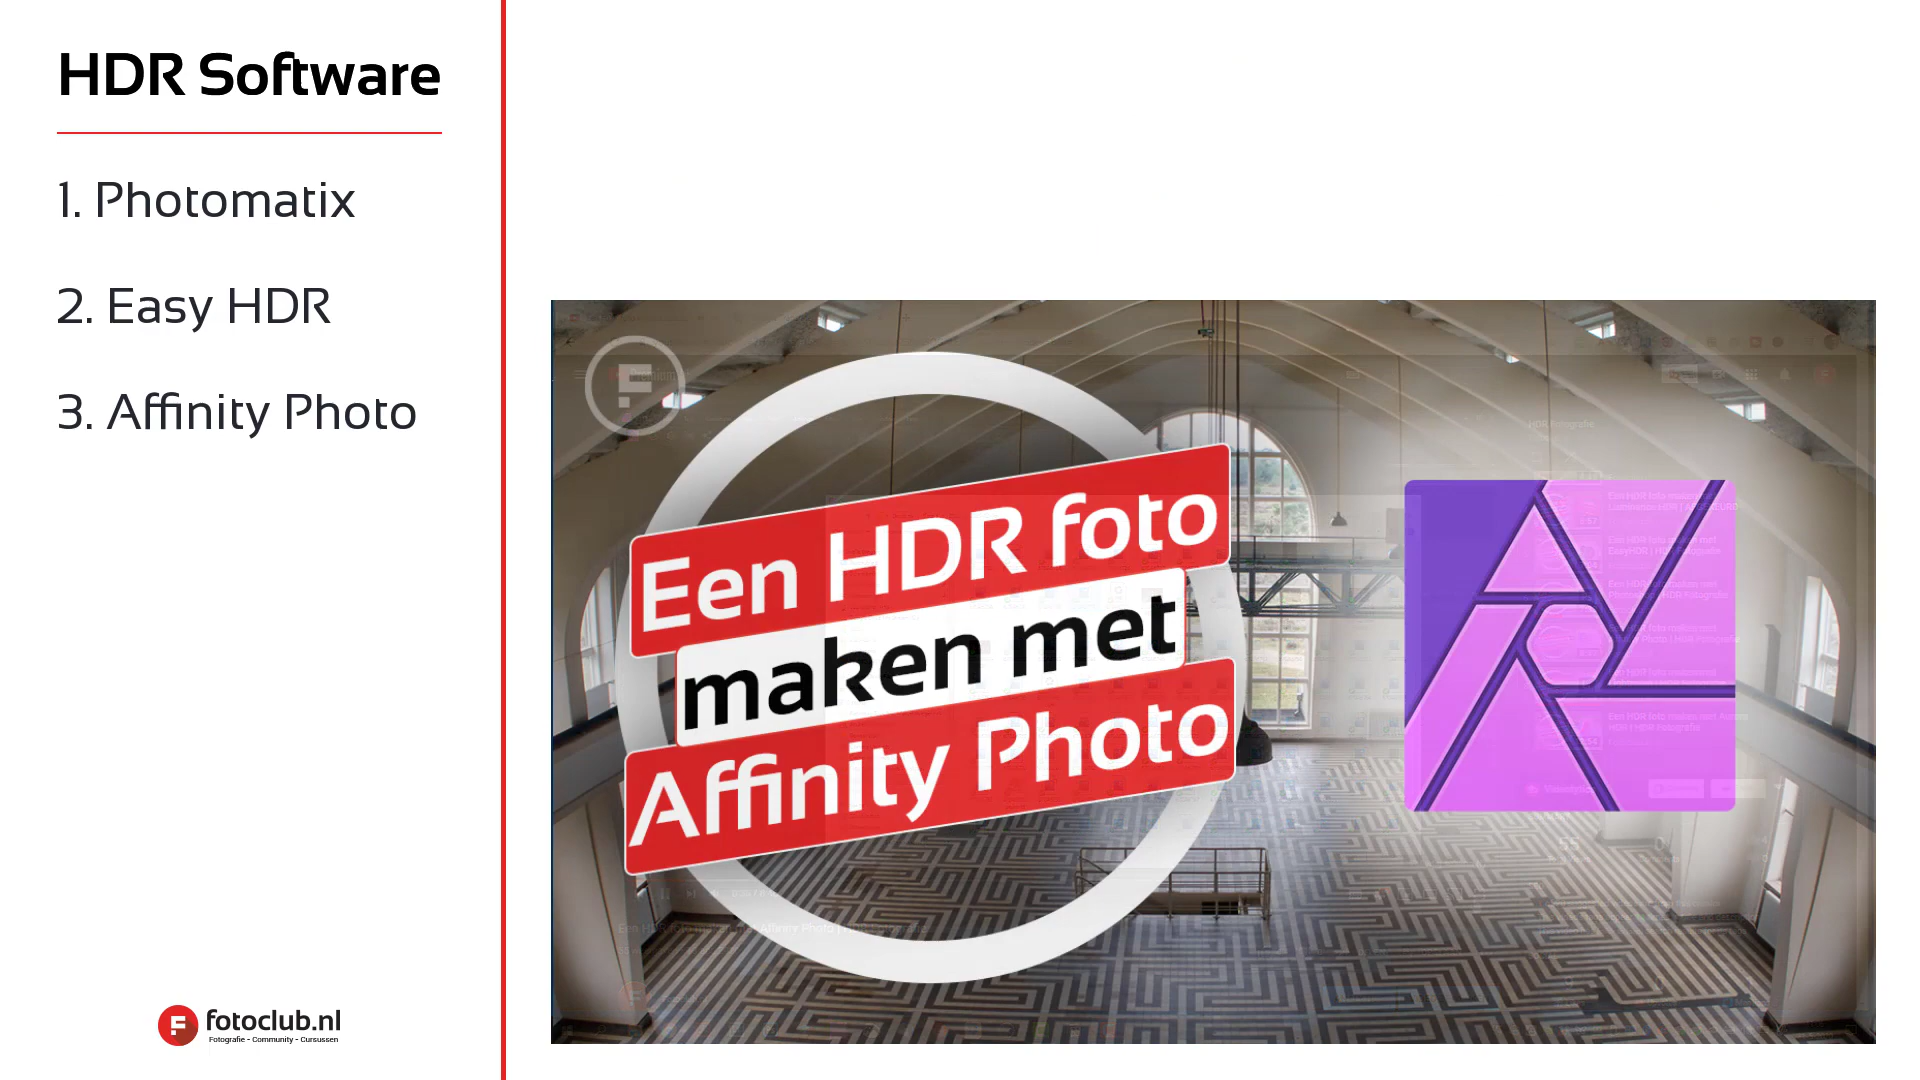 HDR Software
1. Photomatix
2. Easy HDR
3. Affinity Photo
Een HDR foto
maken met
Affinity Photo
fotoclub.nl
Fotografie - Community - Cursussen